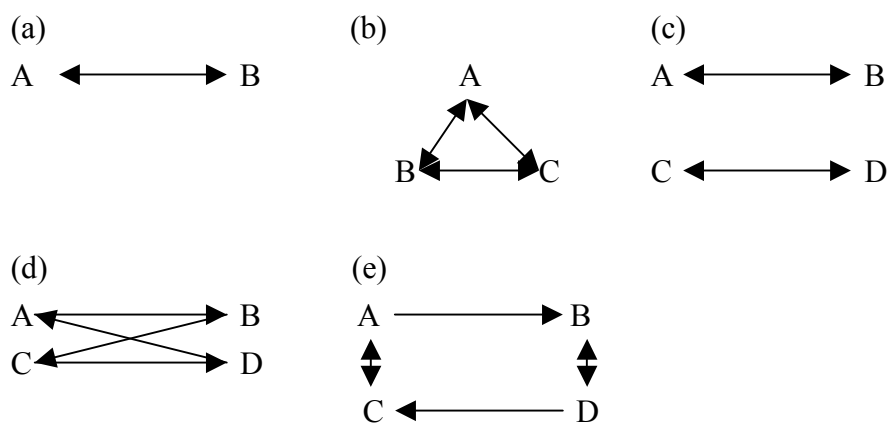 (a) (b) (c)
A B A A B
B C
C D
(d) (e)
A B A B
C D
C D